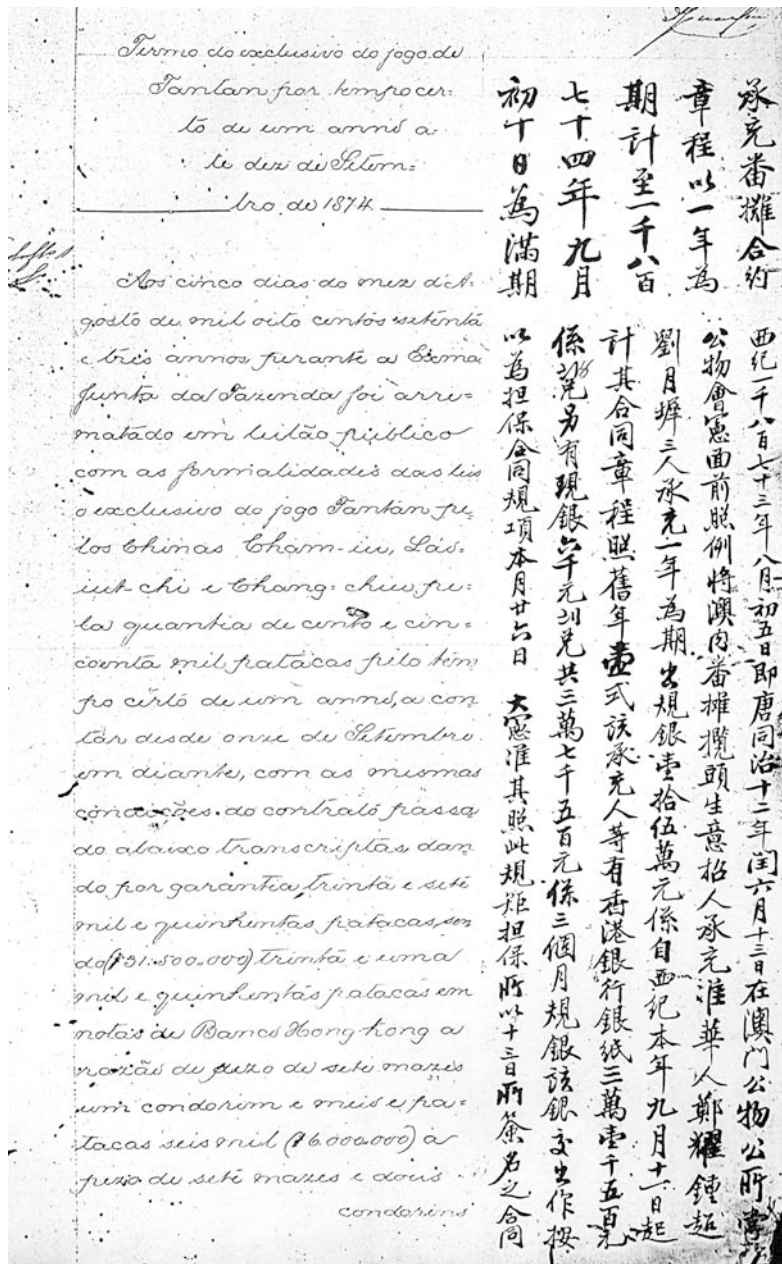 Termo do exclusivo do jogo de
Tantan por tempo cer=
to de um anno a=
te dez de Setem=
bro de 1874
Aos cinco dias do mez d'A=
gosto de mil oito centos setenta
e tres annos perante a Exma
Junta da Fazenda foi arre=
matado em leilão público
com as formalidades das leis
o exclusivo do jogo Tantan pe=
los Chinas Cham-iu, Láo=
iut-chi e Chang=chiu, pe=
la quantia de cento e cin=
coenta mil patacas pelo tem
po certo de um anno, a con
tar desde onze de Setembro
em diante, com as mesmas
condições do contrato passa
do abaixo transcriptas dan
do por garantia trinta e sete
mil e quinhentas patacas, sen
do ($31.500.000) trinta e uma
mil e quinhentas patacas em
notas de Banco Hong-kong a
razão de pezo de sete mazes
um condorim e meio e pa=
tacas seis mil ($6.000.000) a
pezo de sete mazes e dois
condorins
承充番攤合約
章程以一年為
期計至一千八百
七十四年九月
初十日為滿期
西紀一千八百七十三年八月初五日即唐同治十二年閏六月十三日在澳门公物公所當
公物會憲面前照例將澳内番攤攬頭生意招人承充准華人鄭耀鍾超
劉月墀三人承充一年為期出規銀壹拾伍萬元係自西紀本年九月十一日起
計其合同章程照舊年壹式該承充人等有香港銀行銀紙三萬壹千五百元
係兌另有現銀六千元兌共三萬七千五百元係三個月規銀該銀交出作按
以為担保合同規項本月廿六日 大憲准其照此規矩担保所以十三日所簽名之合同